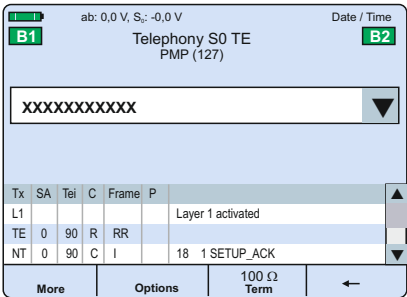 ab: 0,0 V, S₀: -0,0 V Date / Time
B1 Telephony S0 TE B2
PMP (127)
xxxxxxxxxxx
Tx SA Tei C Frame P
L1 Layer 1 activated
TE 0 90 R RR
NT 0 90 C I 18 1 SETUP_ACK
More Options 100 Ω Term ←